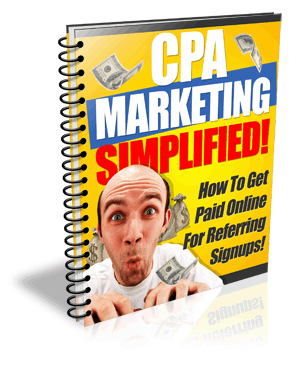 CPA
MARKETING
SIMPLIFIED!
How To Get
Paid Online
For Referring
Signups!